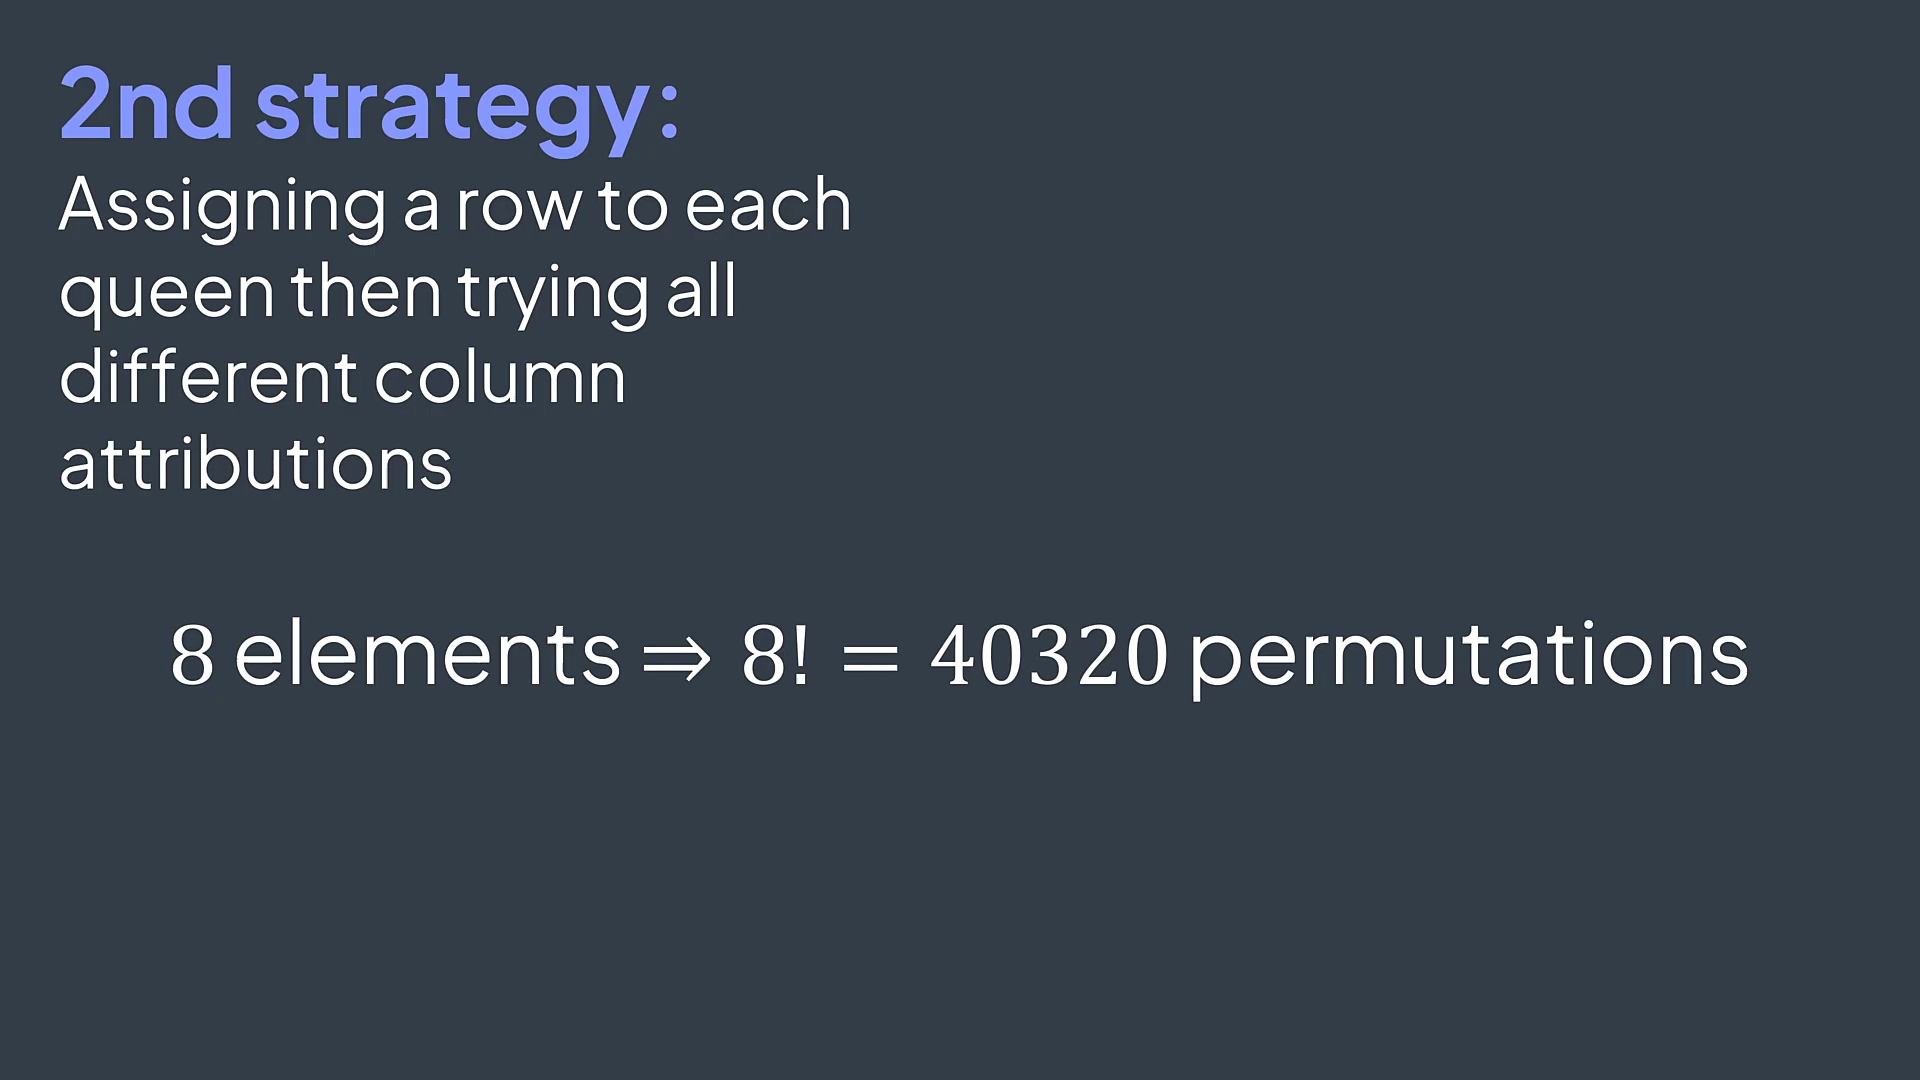 2nd strategy:
Assigning a row to each
queen then trying all
different column
attributions
8 elements ⇒ 8! = 40320 permutations